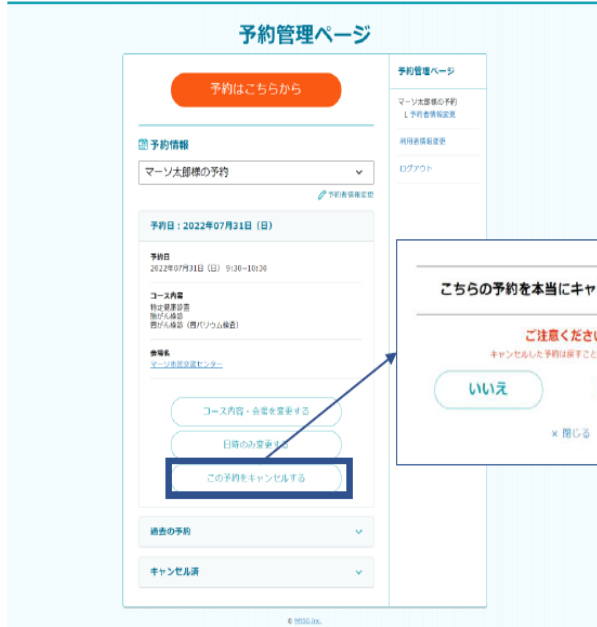 予約管理ページ
予約はこちらから
予約情報
マーソ太郎様の予約
予約者情報変更
予約日：2022年07月31日（日）
予約日
2022年07月31日（日） 9:30~10:30
コース内容
特定健康診査
肺がん検診
胃がん検診（胃バリウム検査）
会場名
マーソ市民交流センター
コース内容・会場を変更する
日時のみ変更する
この予約をキャンセルする
過去の予約
キャンセル済
予約管理ページ
マーソ太郎様の予約
予約者情報変更
利用者情報変更
ログアウト
こちらの予約を本当にキャ
ご注意くださ
キャンセルした予約は戻すこと
いいえ
× 閉じる
© MRSO Inc.